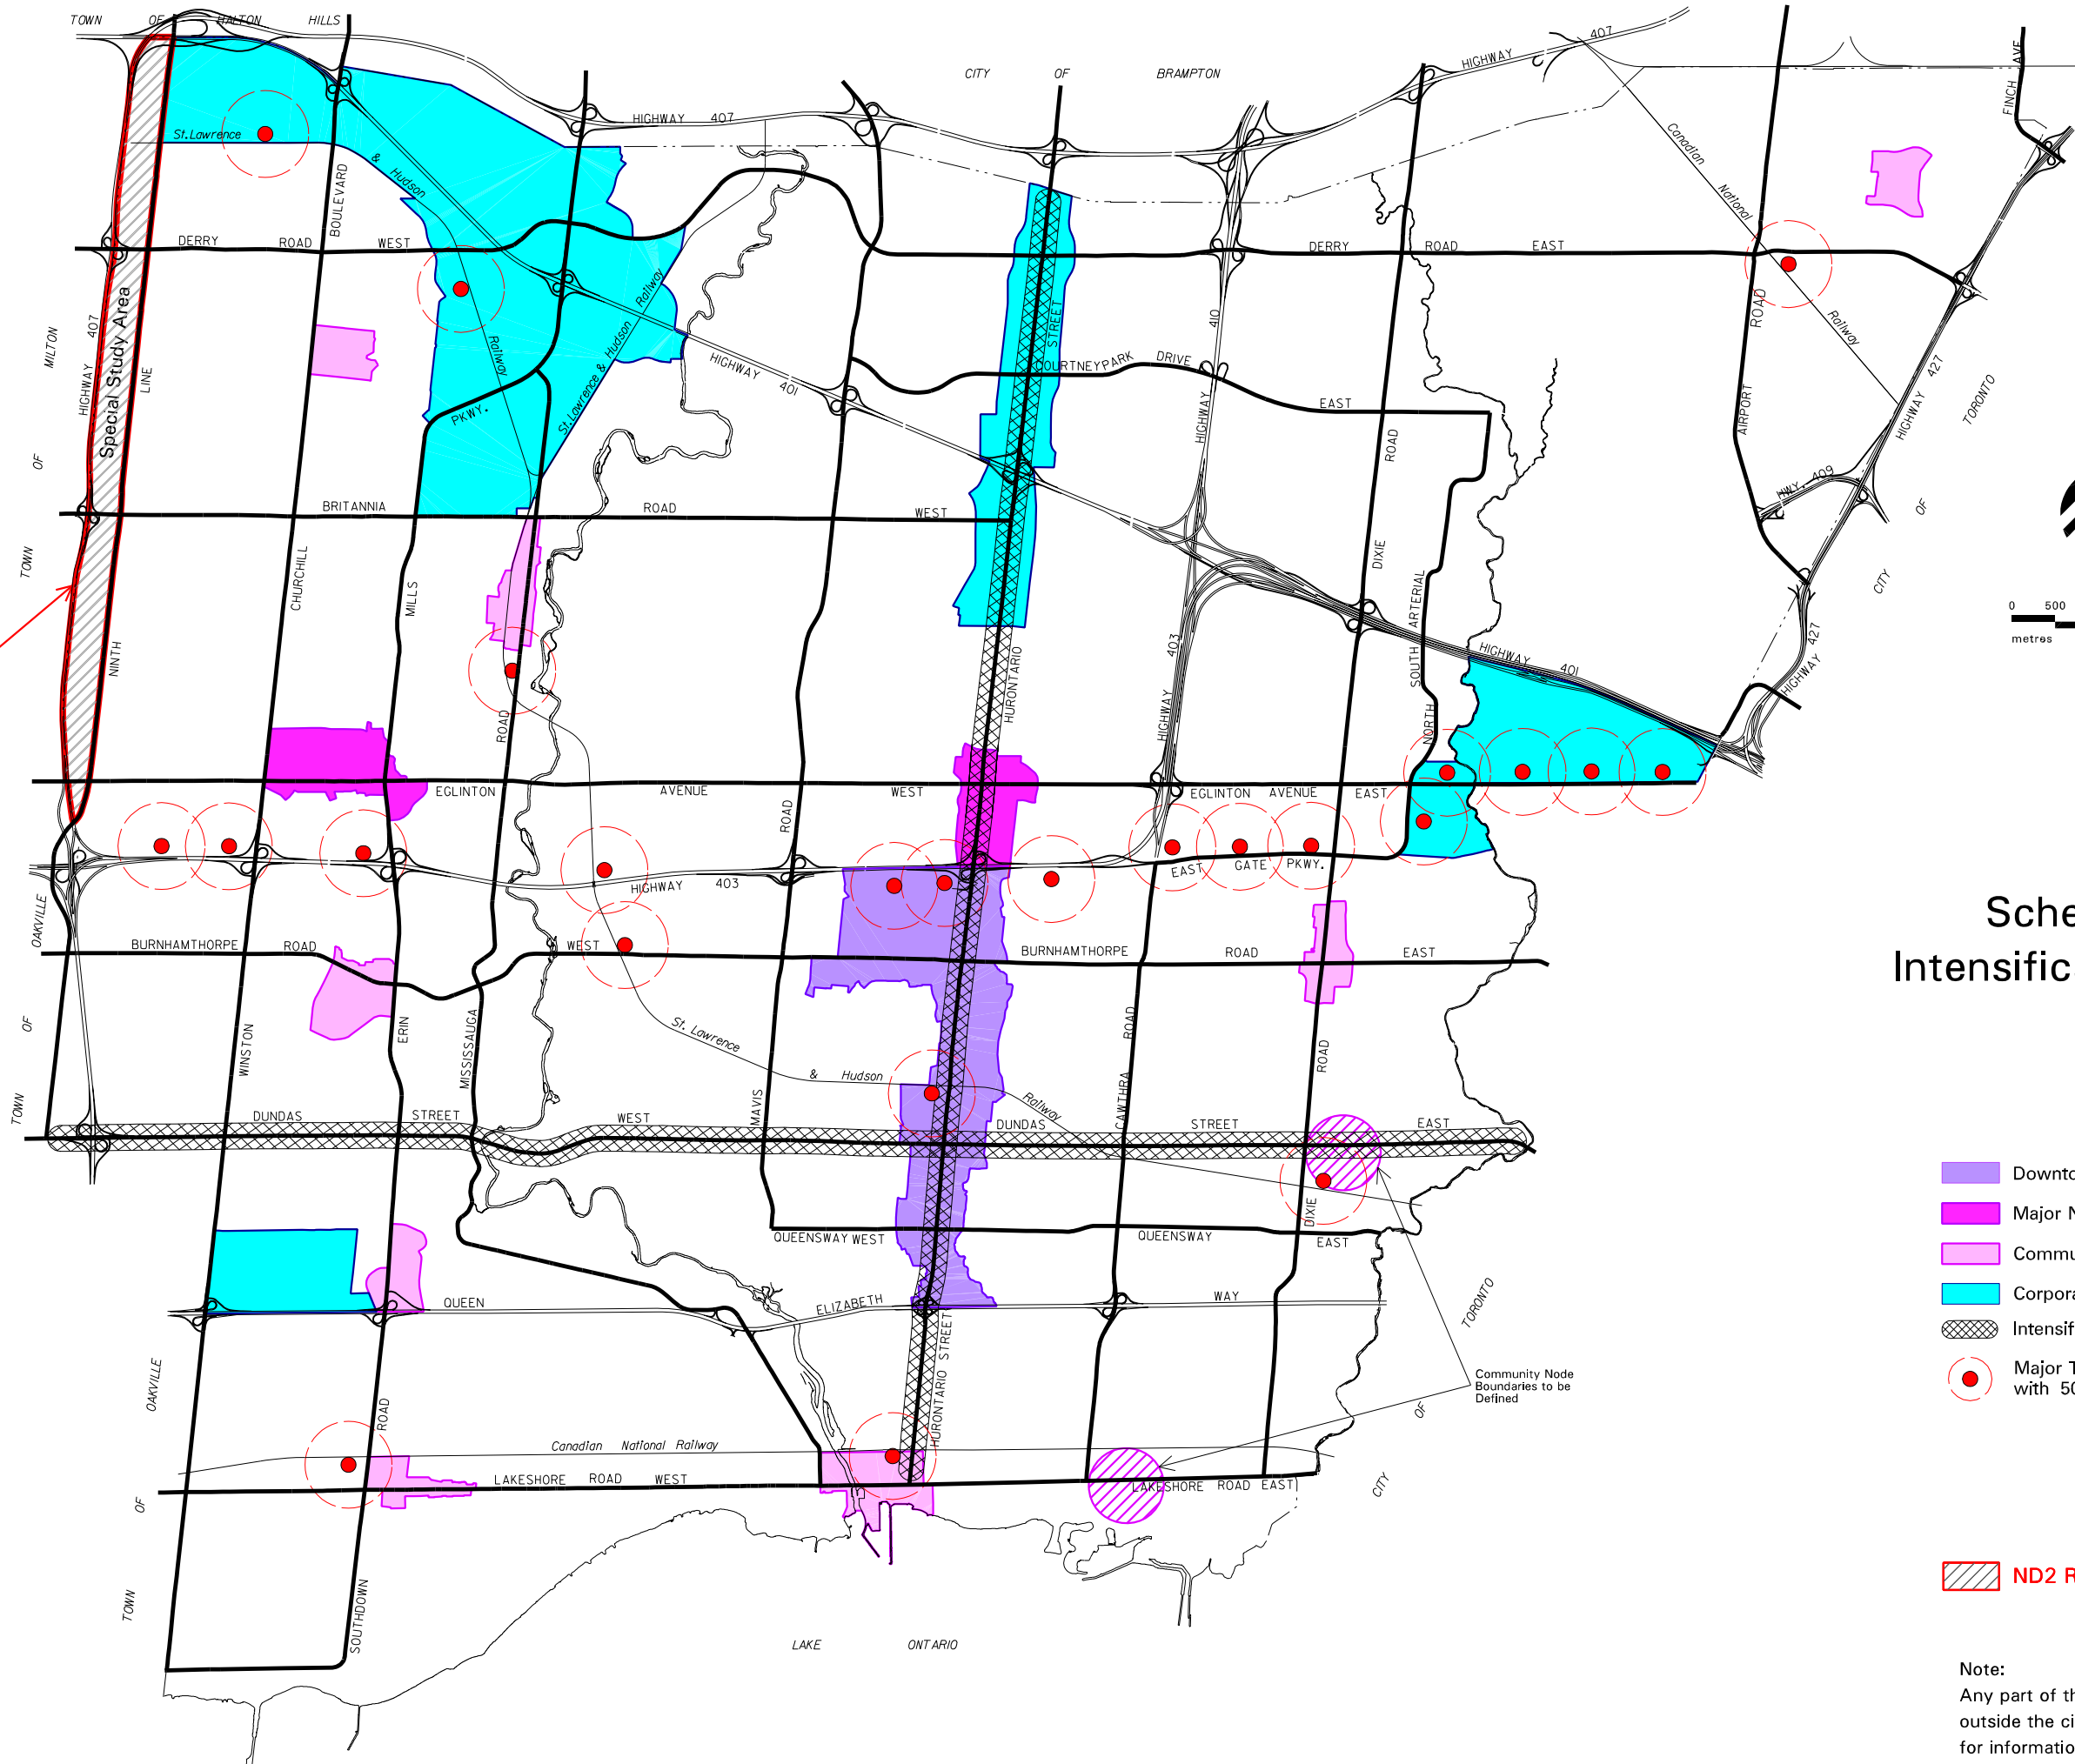 TOWN OF HALTON HILLS
CITY OF BRAMPTON
HIGHWAY 407
HIGHWAY 407
FINCH AVE
St.Lawrence & Hudson Railway
Canadian National Railway
BOULEVARD
DERRY ROAD WEST
DERRY ROAD EAST
STREET
ROAD
410
MILTON
HIGHWAY 407
Special Study Area
LINE
St.Lawrence & Hudson Railway
PKWY.
HIGHWAY 401
COURTNEYPARK DRIVE EAST
HIGHWAY
ROAD
AIRPORT
HIGHWAY 427
TORONTO
OF
HWY. 409
OF
BRITANNIA ROAD WEST
TOWN
CHURCHILL
MILLS
DIXIE
SOUTH ARTERIAL
CITY
0 500
metres
NINTH
403
HIGHWAY 401
427
HIGHWAY
HURONTARIO
HIGHWAY
ROAD
NORTH
EGLINTON AVENUE WEST
EGLINTON AVENUE EAST
ROAD
HIGHWAY 403
EAST GATE PKWY.
OAKVILLE
Sche
Intensific
BURNHAMTHORPE ROAD WEST
BURNHAMTHORPE ROAD EAST
OF
WINSTON
ERIN
MISSISSAUGA
ROAD
ROAD
St. Lawrence & Hudson Railway
TOWN
MAVIS
CAWTHRA
DUNDAS STREET WEST
DUNDAS STREET EAST
Downto
DIXIE
Major N
QUEENSWAY WEST
QUEENSWAY EAST
Commu
Corpora
QUEEN ELIZABETH WAY
TORONTO
Intensif
HURONTARIO STREET
Major T
with 50
OAKVILLE
Community Node
Boundaries to be
Defined
ROAD
OF
Canadian National Railway
LAKESHORE ROAD WEST
LAKESHORE ROAD EAST
CITY
OF
ND2 R
TOWN
SOUTHDOWN
LAKE ONTARIO
Note:
Any part of th
outside the ci
for informatio